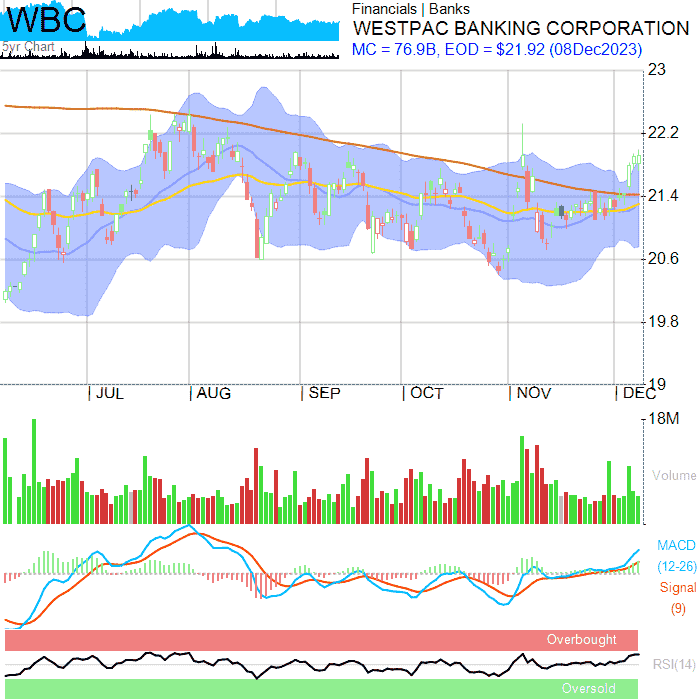 WBC
5yr Chart
Financials | Banks
WESTPAC BANKING CORPORATION
MC = 76.9B, EOD = $21.92 (08Dec2023)
23
22.2
21.4
20.6
19.8
19
JUL AUG SEP OCT NOV DEC
18M
Volume
MACD
(12-26)
Signal
(9)
Overbought
RSI(14)
Oversold